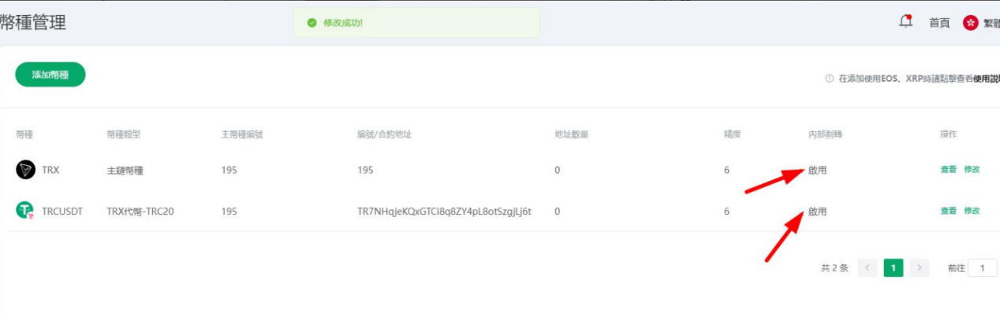 幣種管理
修改成功!
首頁
繁體
添加幣種
在添加使用EOS、XRP時請點擊查看使用說明
幣種 幣種類型 主幣種編號 編號/合約地址 地址數量 精度 內部劃轉 操作
TRX 主鏈幣種 195 195 0 6 啟用 查看 修改
TRCUSDT TRX代幣-TRC20 195 TR7NHqjeKQxGTCi8q8ZY4pL8otSzgjLj6t 0 6 啟用 查看 修改
共 2 条 1 前往 1